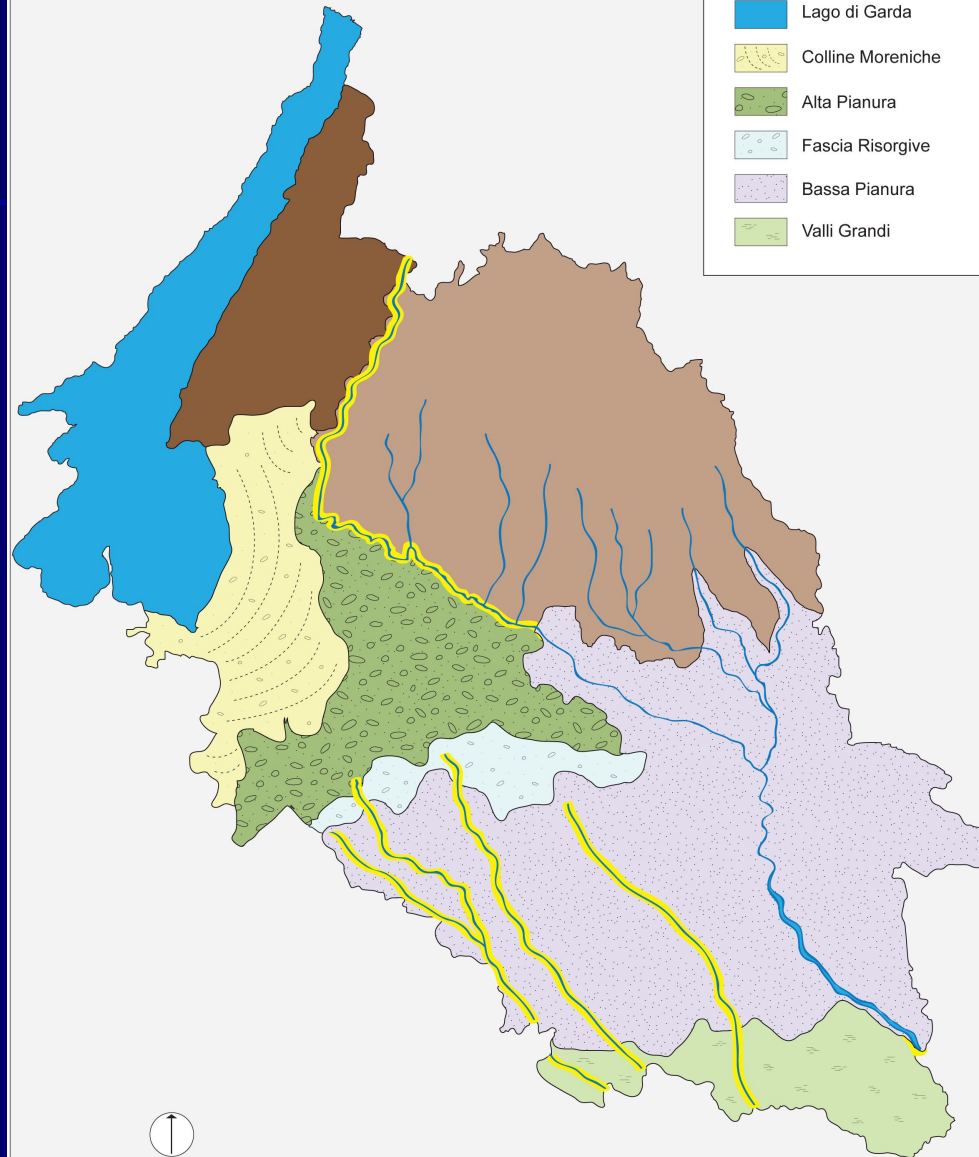 Lago di Garda
Colline Moreniche
Alta Pianura
Fascia Risorgive
Bassa Pianura
Valli Grandi